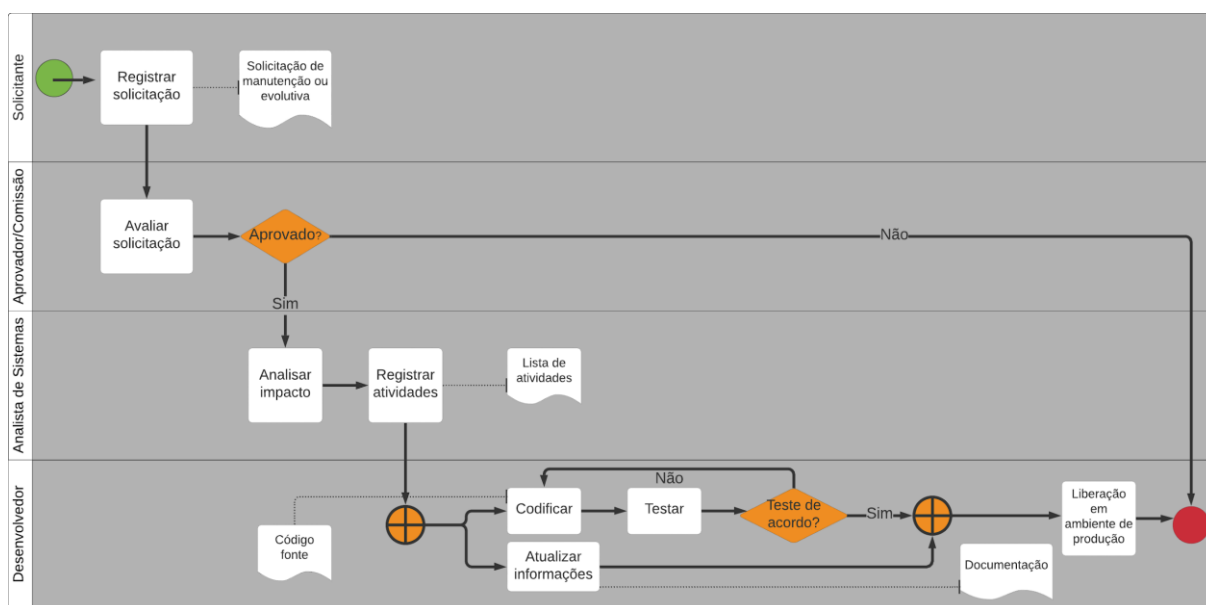 Solicitante
Registrar
solicitação
Solicitação de
manutenção ou
evolutiva
Aprovador/Comissão
Avaliar
solicitação
Aprovado?
Não
Sim
Analista de Sistemas
Analisar
impacto
Registrar
atividades
Lista de
atividades
Desenvolvedor
Código
fonte
Codificar
Não
Testar
Teste de
acordo?
Sim
Atualizar
informações
Documentação
Liberação
em
ambiente de
produção